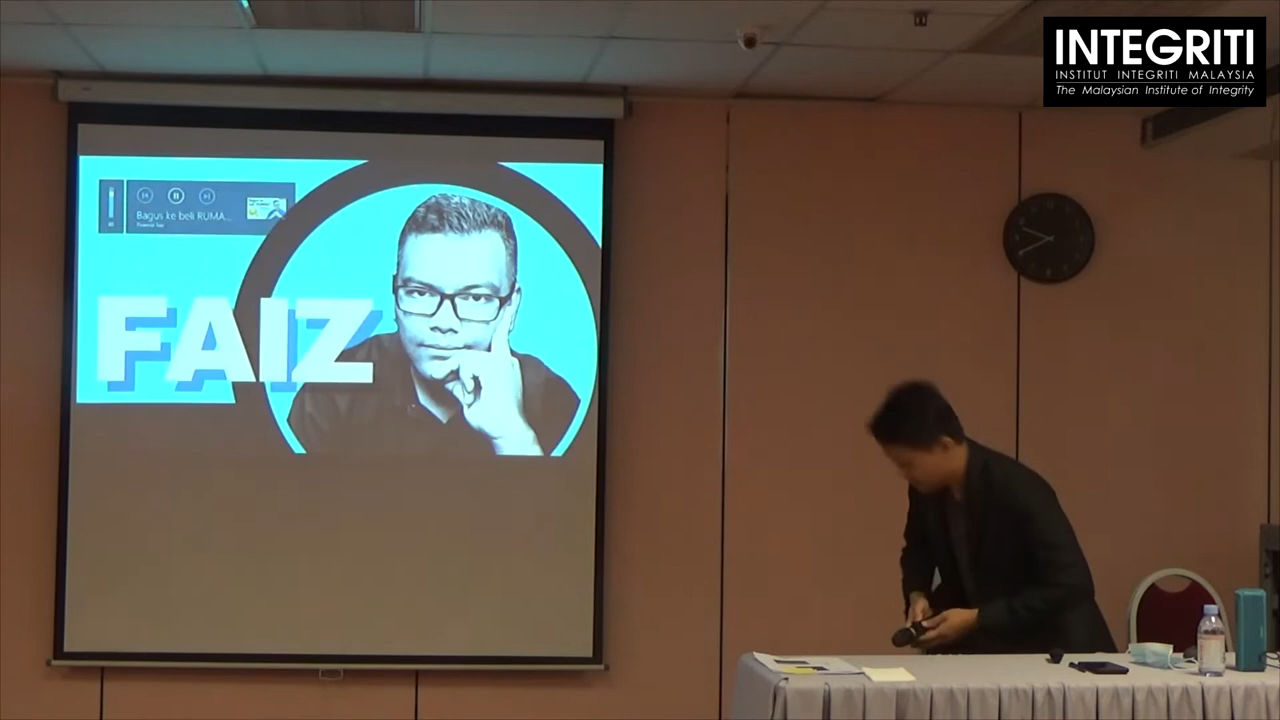 INTEGRITI
INSTITUT INTEGRITI MALAYSIA
The Malaysian Institute of Integrity
Bagus ke beli RUMA...
FAIZ